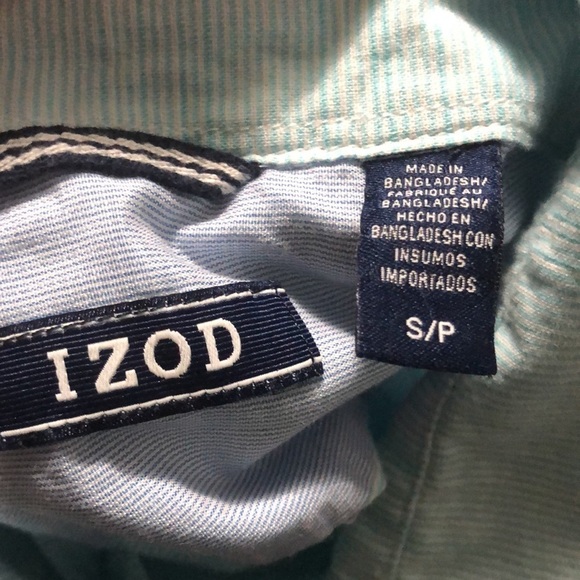 MADE IN
BANGLADESH/
FABRIQUE AU
BANGLADESH/
HECHO EN
BANGLADESH CON
INSUMOS
IMPORTADOS
S/P
IZOD